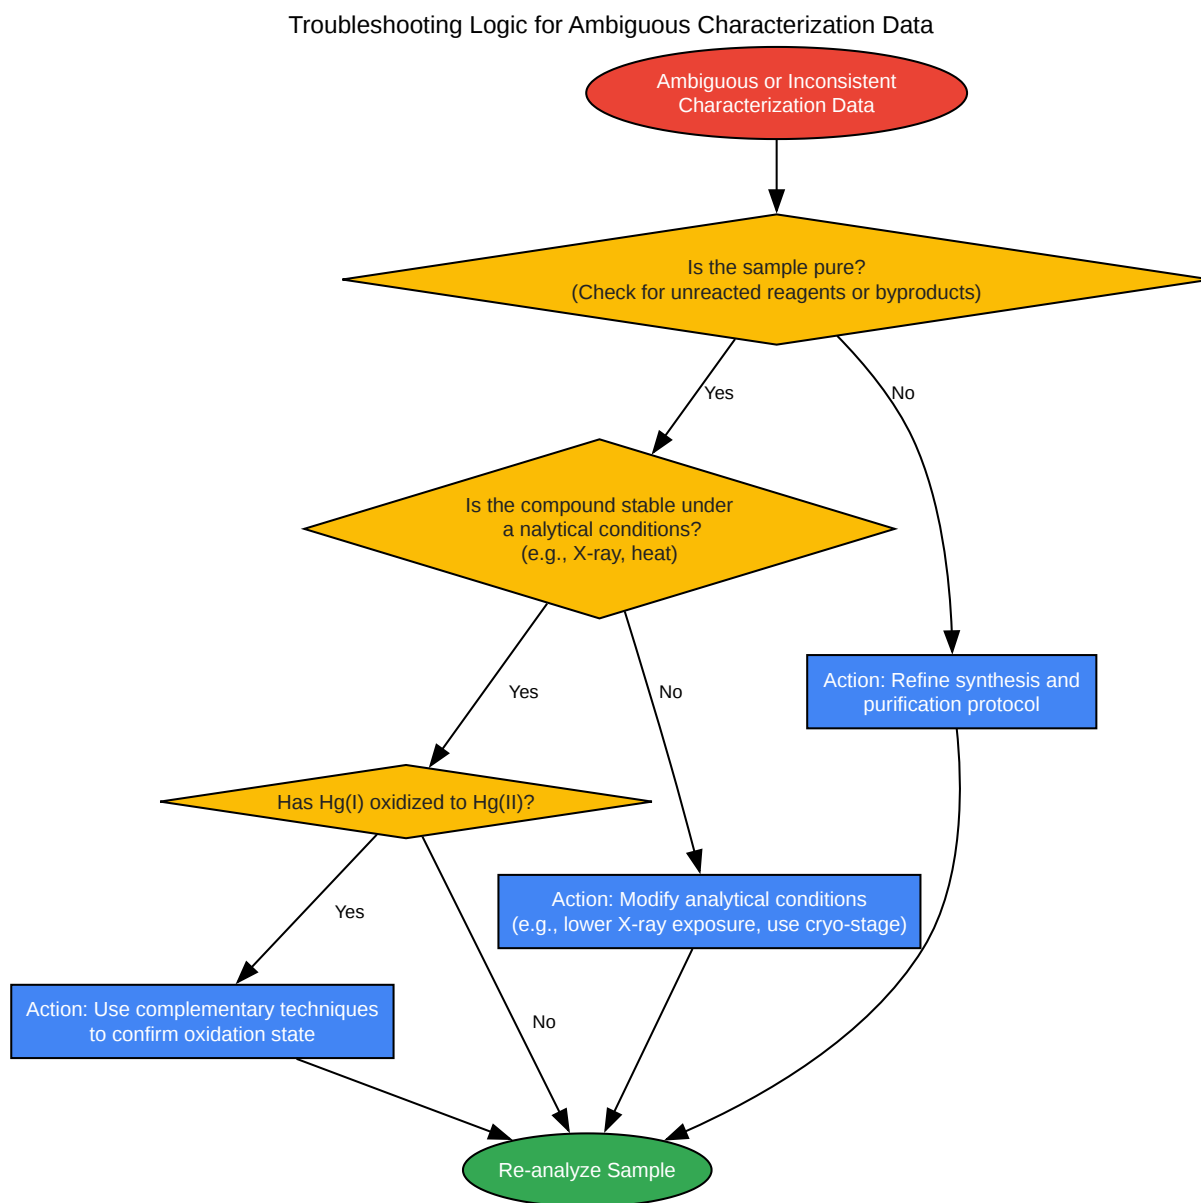 Troubleshooting Logic for Ambiguous Characterization Data
Ambiguous or Inconsistent
Characterization Data
Is the sample pure?
(Check for unreacted reagents or byproducts)
Yes
No
Is the compound stable under
a nalytical conditions?
(e.g., X-ray, heat)
Yes
No
Action: Refine synthesis and
purification protocol
Has Hg(I) oxidized to Hg(II)?
Action: Modify analytical conditions
(e.g., lower X-ray exposure, use cryo-stage)
Yes
No
Action: Use complementary techniques
to confirm oxidation state
Re-analyze Sample